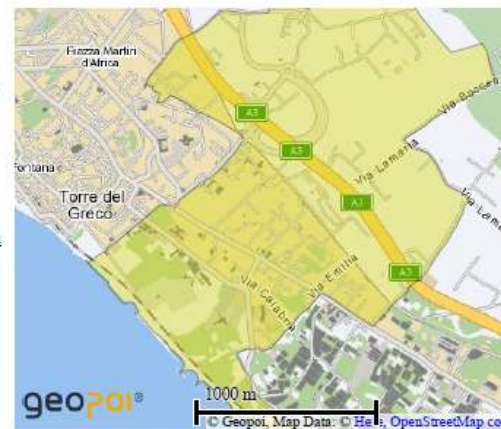 Piazza Martiri
d'Africa
A3
Via Boccea
A3
Via Lamaria
Fontana
Torre del
Greco
A3
Via Emilia
A3
Via Calabria
geopoi®
1000 m
© Geopoi, Map Data: © Here, OpenStreetMap co